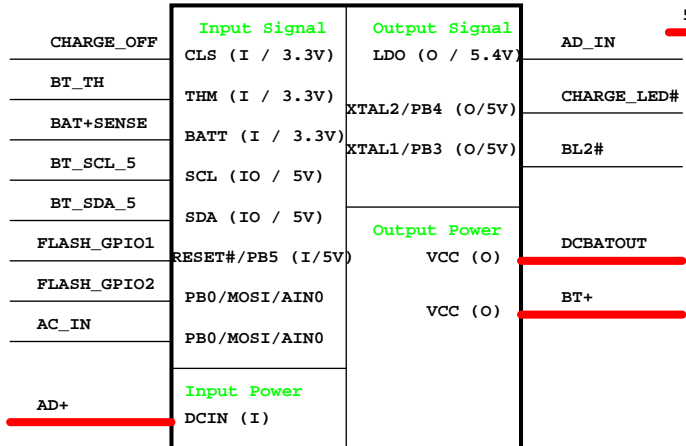 CHARGE_OFF
BT_TH
BAT+SENSE
BT_SCL_5
BT_SDA_5
FLASH_GPIO1
FLASH_GPIO2
AC_IN
AD+
Input Signal
CLS (I / 3.3V)
THM (I / 3.3V)
BATT (I / 3.3V)
SCL (IO / 5V)
SDA (IO / 5V)
RESET#/PB5 (I/5V)
PB0/MOSI/AIN0
PB0/MOSI/AIN0
Input Power
DCIN (I)
Output Signal
LDO (O / 5.4V)
XTAL2/PB4 (O/5V)
XTAL1/PB3 (O/5V)
Output Power
VCC (O)
VCC (O)
AD_IN
CHARGE_LED#
BL2#
DCBATOUT
BT+